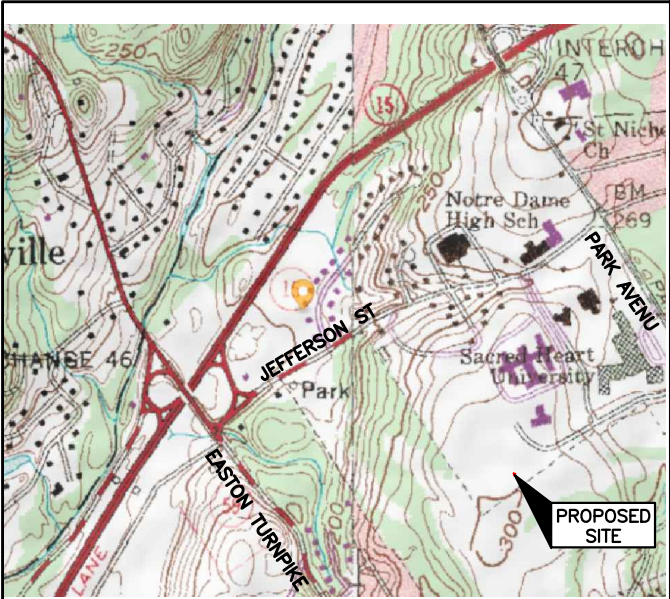 250
INTERCH
47
15
St Nich
Ch
250
Notre Dame
High Sch
BM
269
ville
PARK AVENU
JEFFERSON ST
HANGE 46
Sacred Heart
University
Park
EASTON TURNPIKE
300
PROPOSED
SITE
LANE